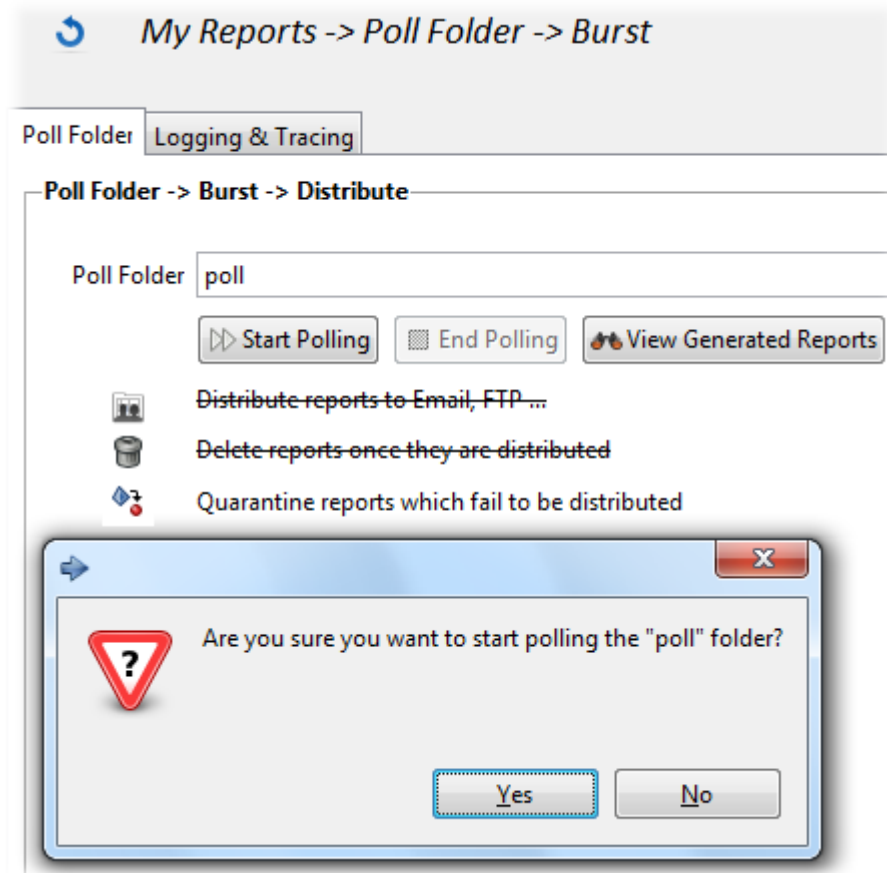 My Reports -> Poll Folder -> Burst
Poll Folder Logging & Tracing
Poll Folder -> Burst -> Distribute
Poll Folder poll
Start Polling End Polling View Generated Reports
Distribute reports to Email, FTP ...
Delete reports once they are distributed
Quarantine reports which fail to be distributed
Are you sure you want to start polling the "poll" folder?
Yes No